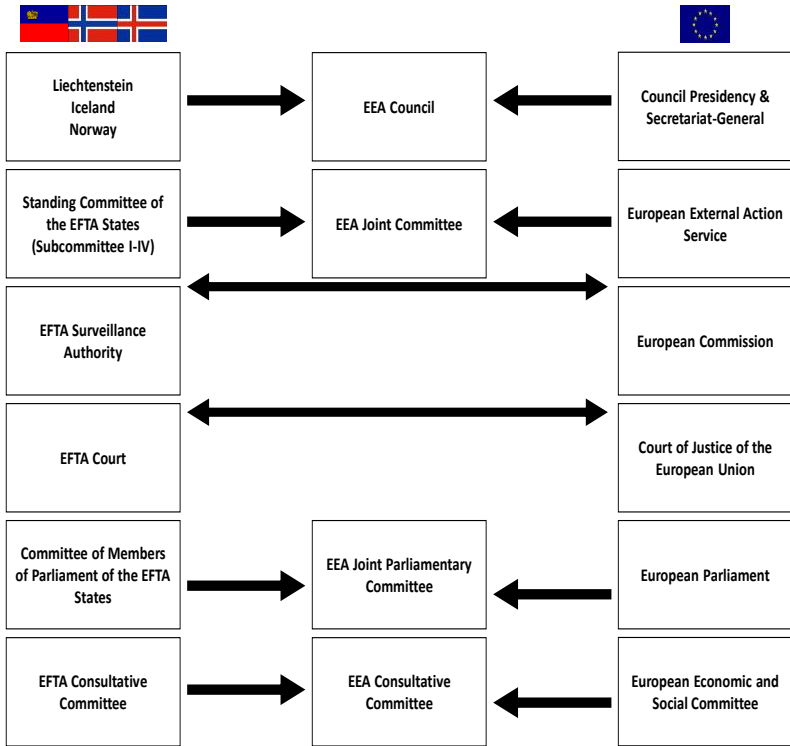 Liechtenstein
Iceland
Norway
EEA Council
Council Presidency &
Secretariat-General
Standing Committee of
the EFTA States
(Subcommittee I-IV)
EEA Joint Committee
European External Action
Service
EFTA Surveillance
Authority
European Commission
EFTA Court
Court of Justice of the
European Union
Committee of Members
of Parliament of the EFTA
States
EEA Joint Parliamentary
Committee
European Parliament
EFTA Consultative
Committee
EEA Consultative
Committee
European Economic and
Social Committee